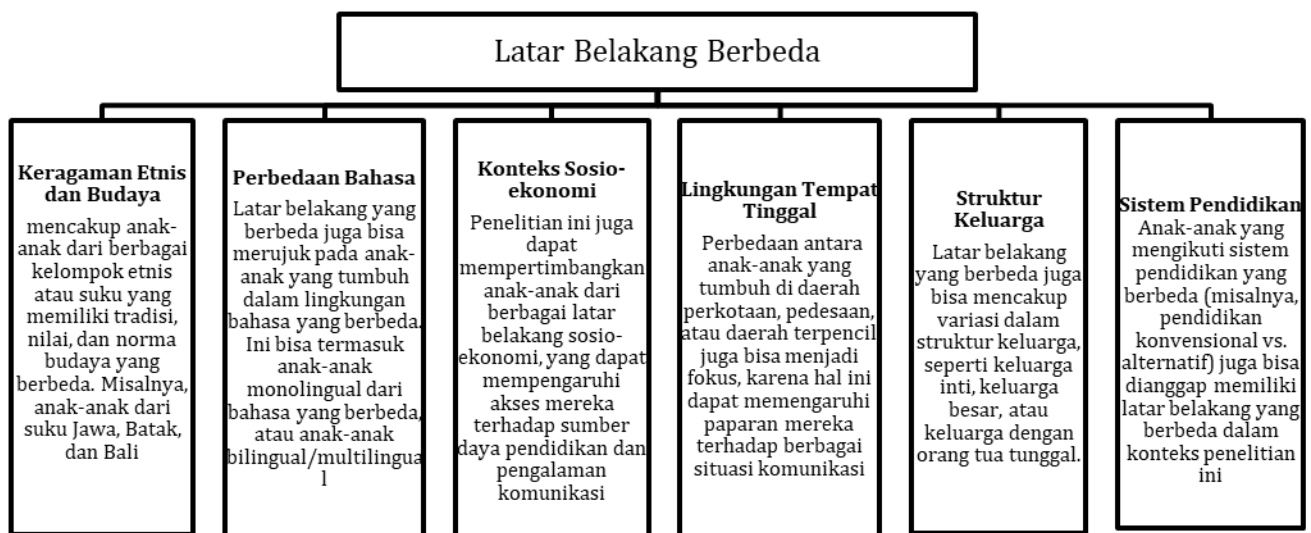 Latar Belakang Berbeda
Keragaman Etnis
dan Budaya
mencakup anak-
anak dari berbagai
kelompok etnis
atau suku yang
memiliki tradisi,
nilai, dan norma
budaya yang
berbeda. Misalnya,
anak-anak dari
suku Jawa, Batak,
dan Bali
Perbedaan Bahasa
Latar belakang yang
berbeda juga bisa
merujuk pada anak-
anak yang tumbuh
dalam lingkungan
bahasa yang berbeda.
Ini bisa termasuk
anak-anak
monolingual dari
bahasa yang berbeda,
atau anak-anak
bilingual/multilingua
l
Konteks Sosio-
ekonomi
Penelitian ini juga
dapat
mempertimbangkan
anak-anak dari
berbagai latar
belakang sosio-
ekonomi, yang dapat
mempengaruhi
akses mereka
terhadap sumber
daya pendidikan dan
pengalaman
komunikasi
Lingkungan Tempat
Tinggal
Perbedaan antara
anak-anak yang
tumbuh di daerah
perkotaan, pedesaan,
atau daerah terpencil
juga bisa menjadi
fokus, karena hal ini
dapat memengaruhi
paparan mereka
terhadap berbagai
situasi komunikasi
Struktur
Keluarga
Latar belakang
yang berbeda juga
bisa mencakup
variasi dalam
struktur keluarga,
seperti keluarga
inti, keluarga
besar, atau
keluarga dengan
orang tua tunggal.
Sistem Pendidikan
Anak-anak yang
mengikuti sistem
pendidikan yang
berbeda (misalnya,
pendidikan
konvensional vs.
alternatif) juga bisa
dianggap memiliki
latar belakang yang
berbeda dalam
konteks penelitian
ini